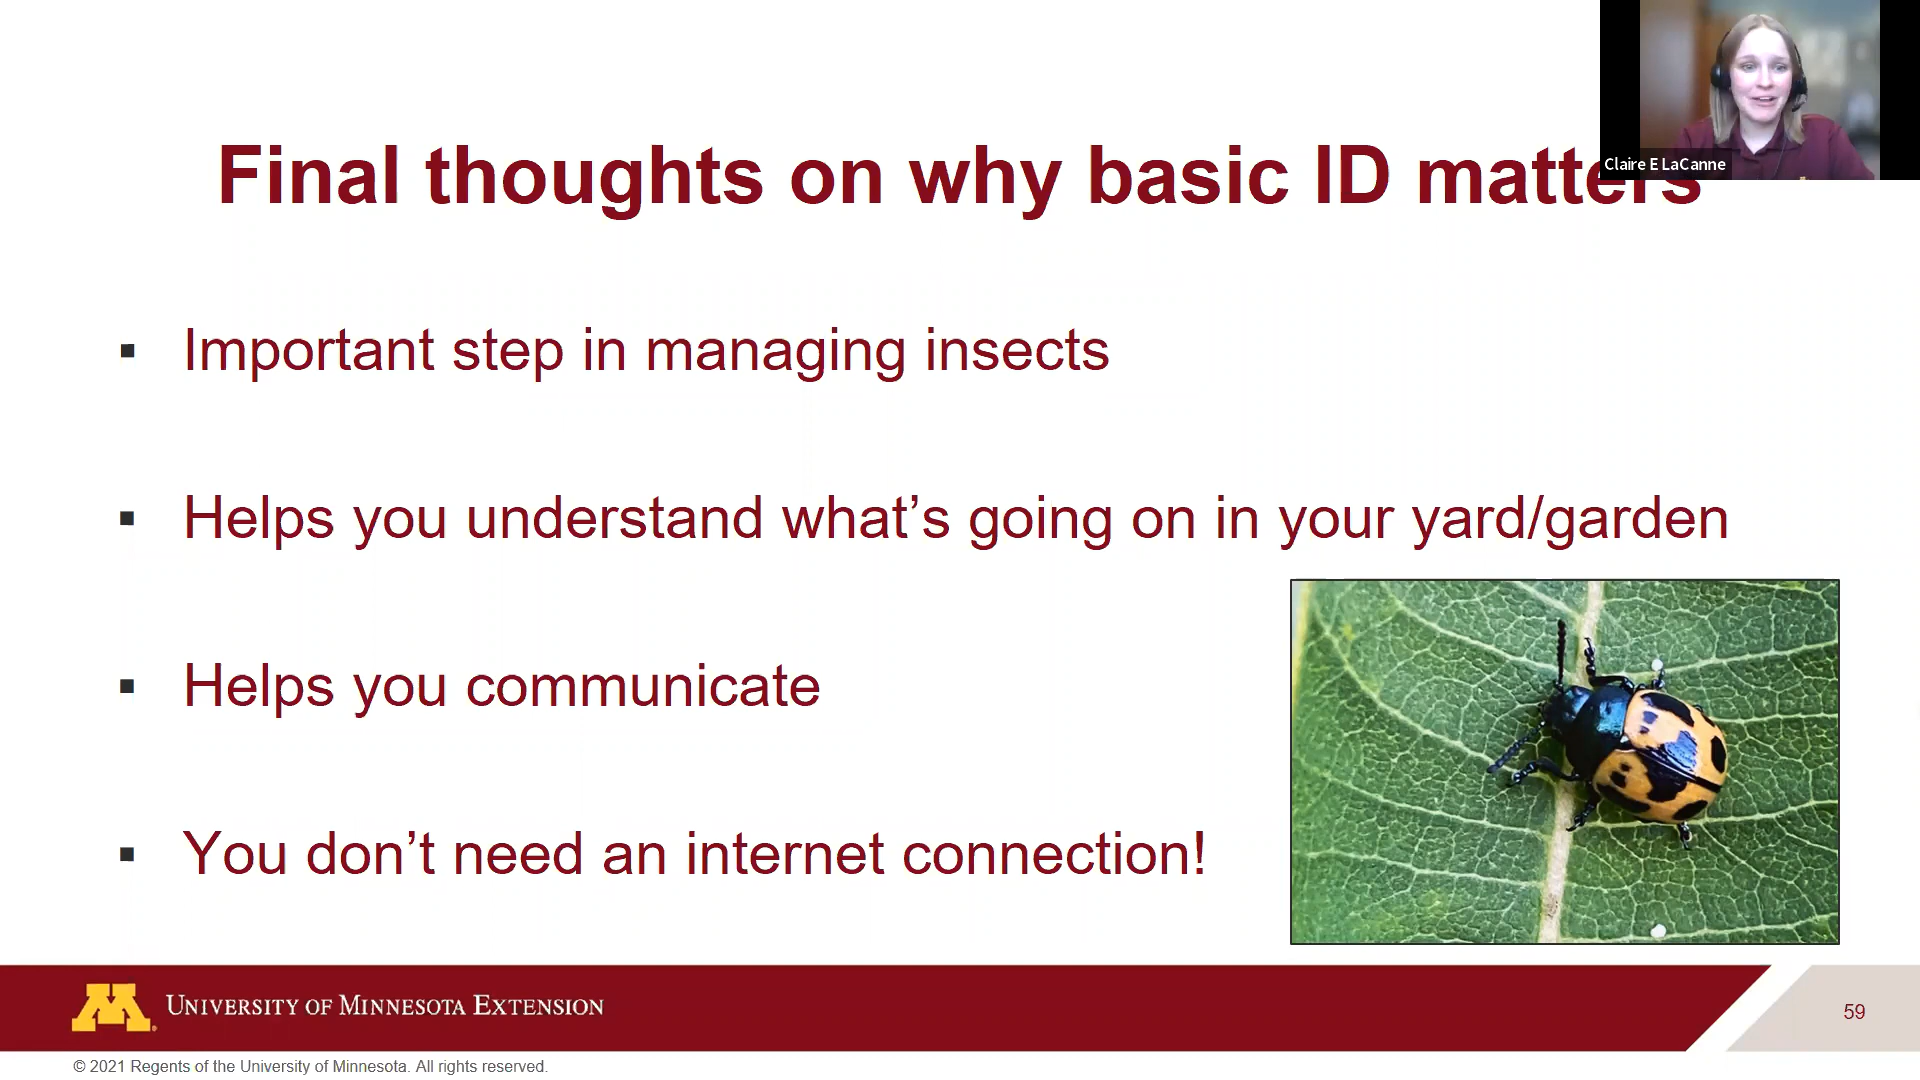 Claire E LaCanne
Final thoughts on why basic ID matters
▪ Important step in managing insects
▪ Helps you understand what’s going on in your yard/garden
▪ Helps you communicate
▪ You don’t need an internet connection!
M
UNIVERSITY OF MINNESOTA EXTENSION
59
© 2021 Regents of the University of Minnesota. All rights reserved.